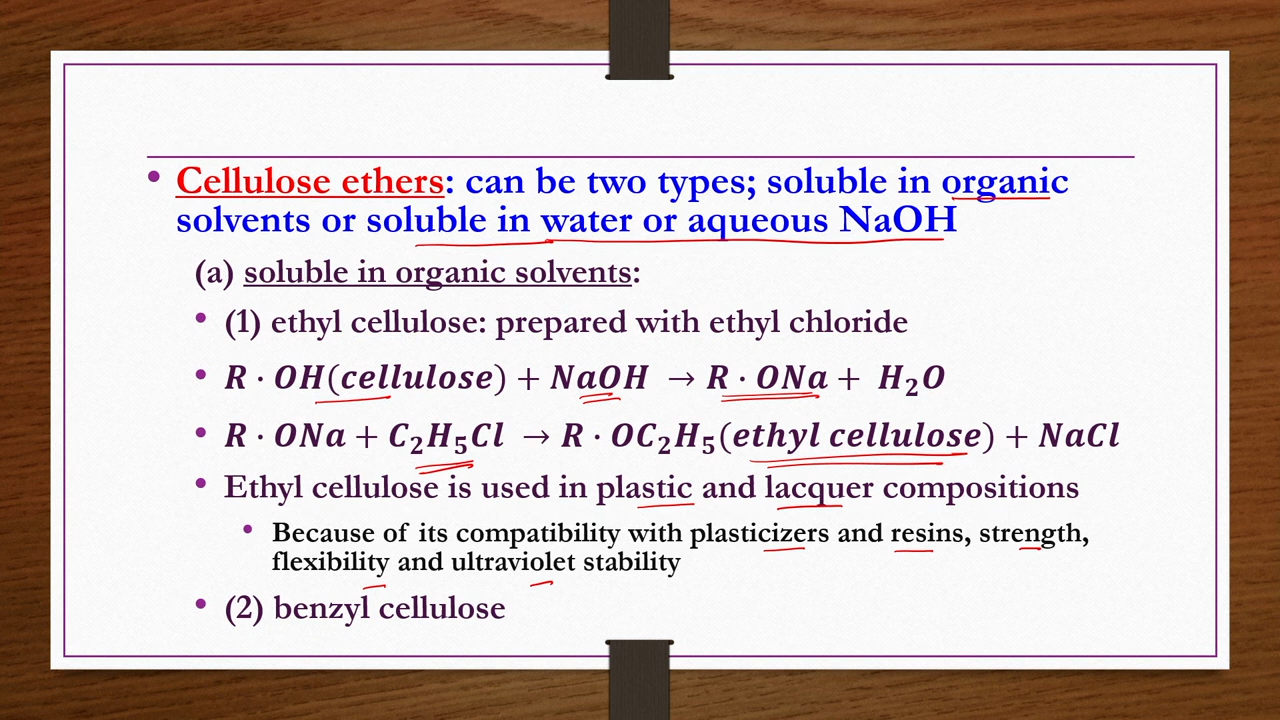 • Cellulose ethers: can be two types; soluble in organic
solvents or soluble in water or aqueous NaOH
(a) soluble in organic solvents:
• (1) ethyl cellulose: prepared with ethyl chloride
• R · OH(cellulose) + NaOH → R · ONa + H₂O
• R · ONa + C₂H₅Cl → R · OC₂H₅(ethyl cellulose) + NaCl
• Ethyl cellulose is used in plastic and lacquer compositions
• Because of its compatibility with plasticizers and resins, strength,
flexibility and ultraviolet stability
• (2) benzyl cellulose